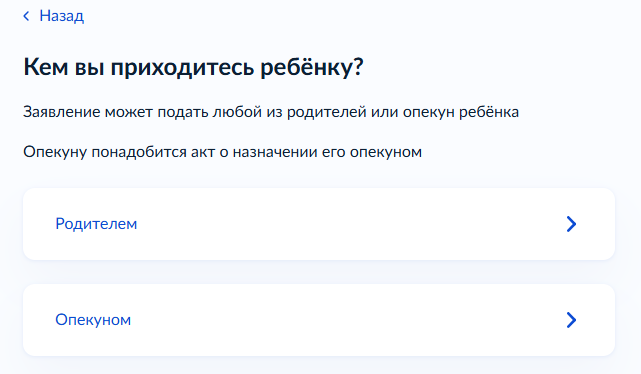 Назад
Кем вы приходитесь ребёнку?
Заявление может подать любой из родителей или опекун ребёнка
Опекуну понадобится акт о назначении его опекуном
Родителем
Опекуном